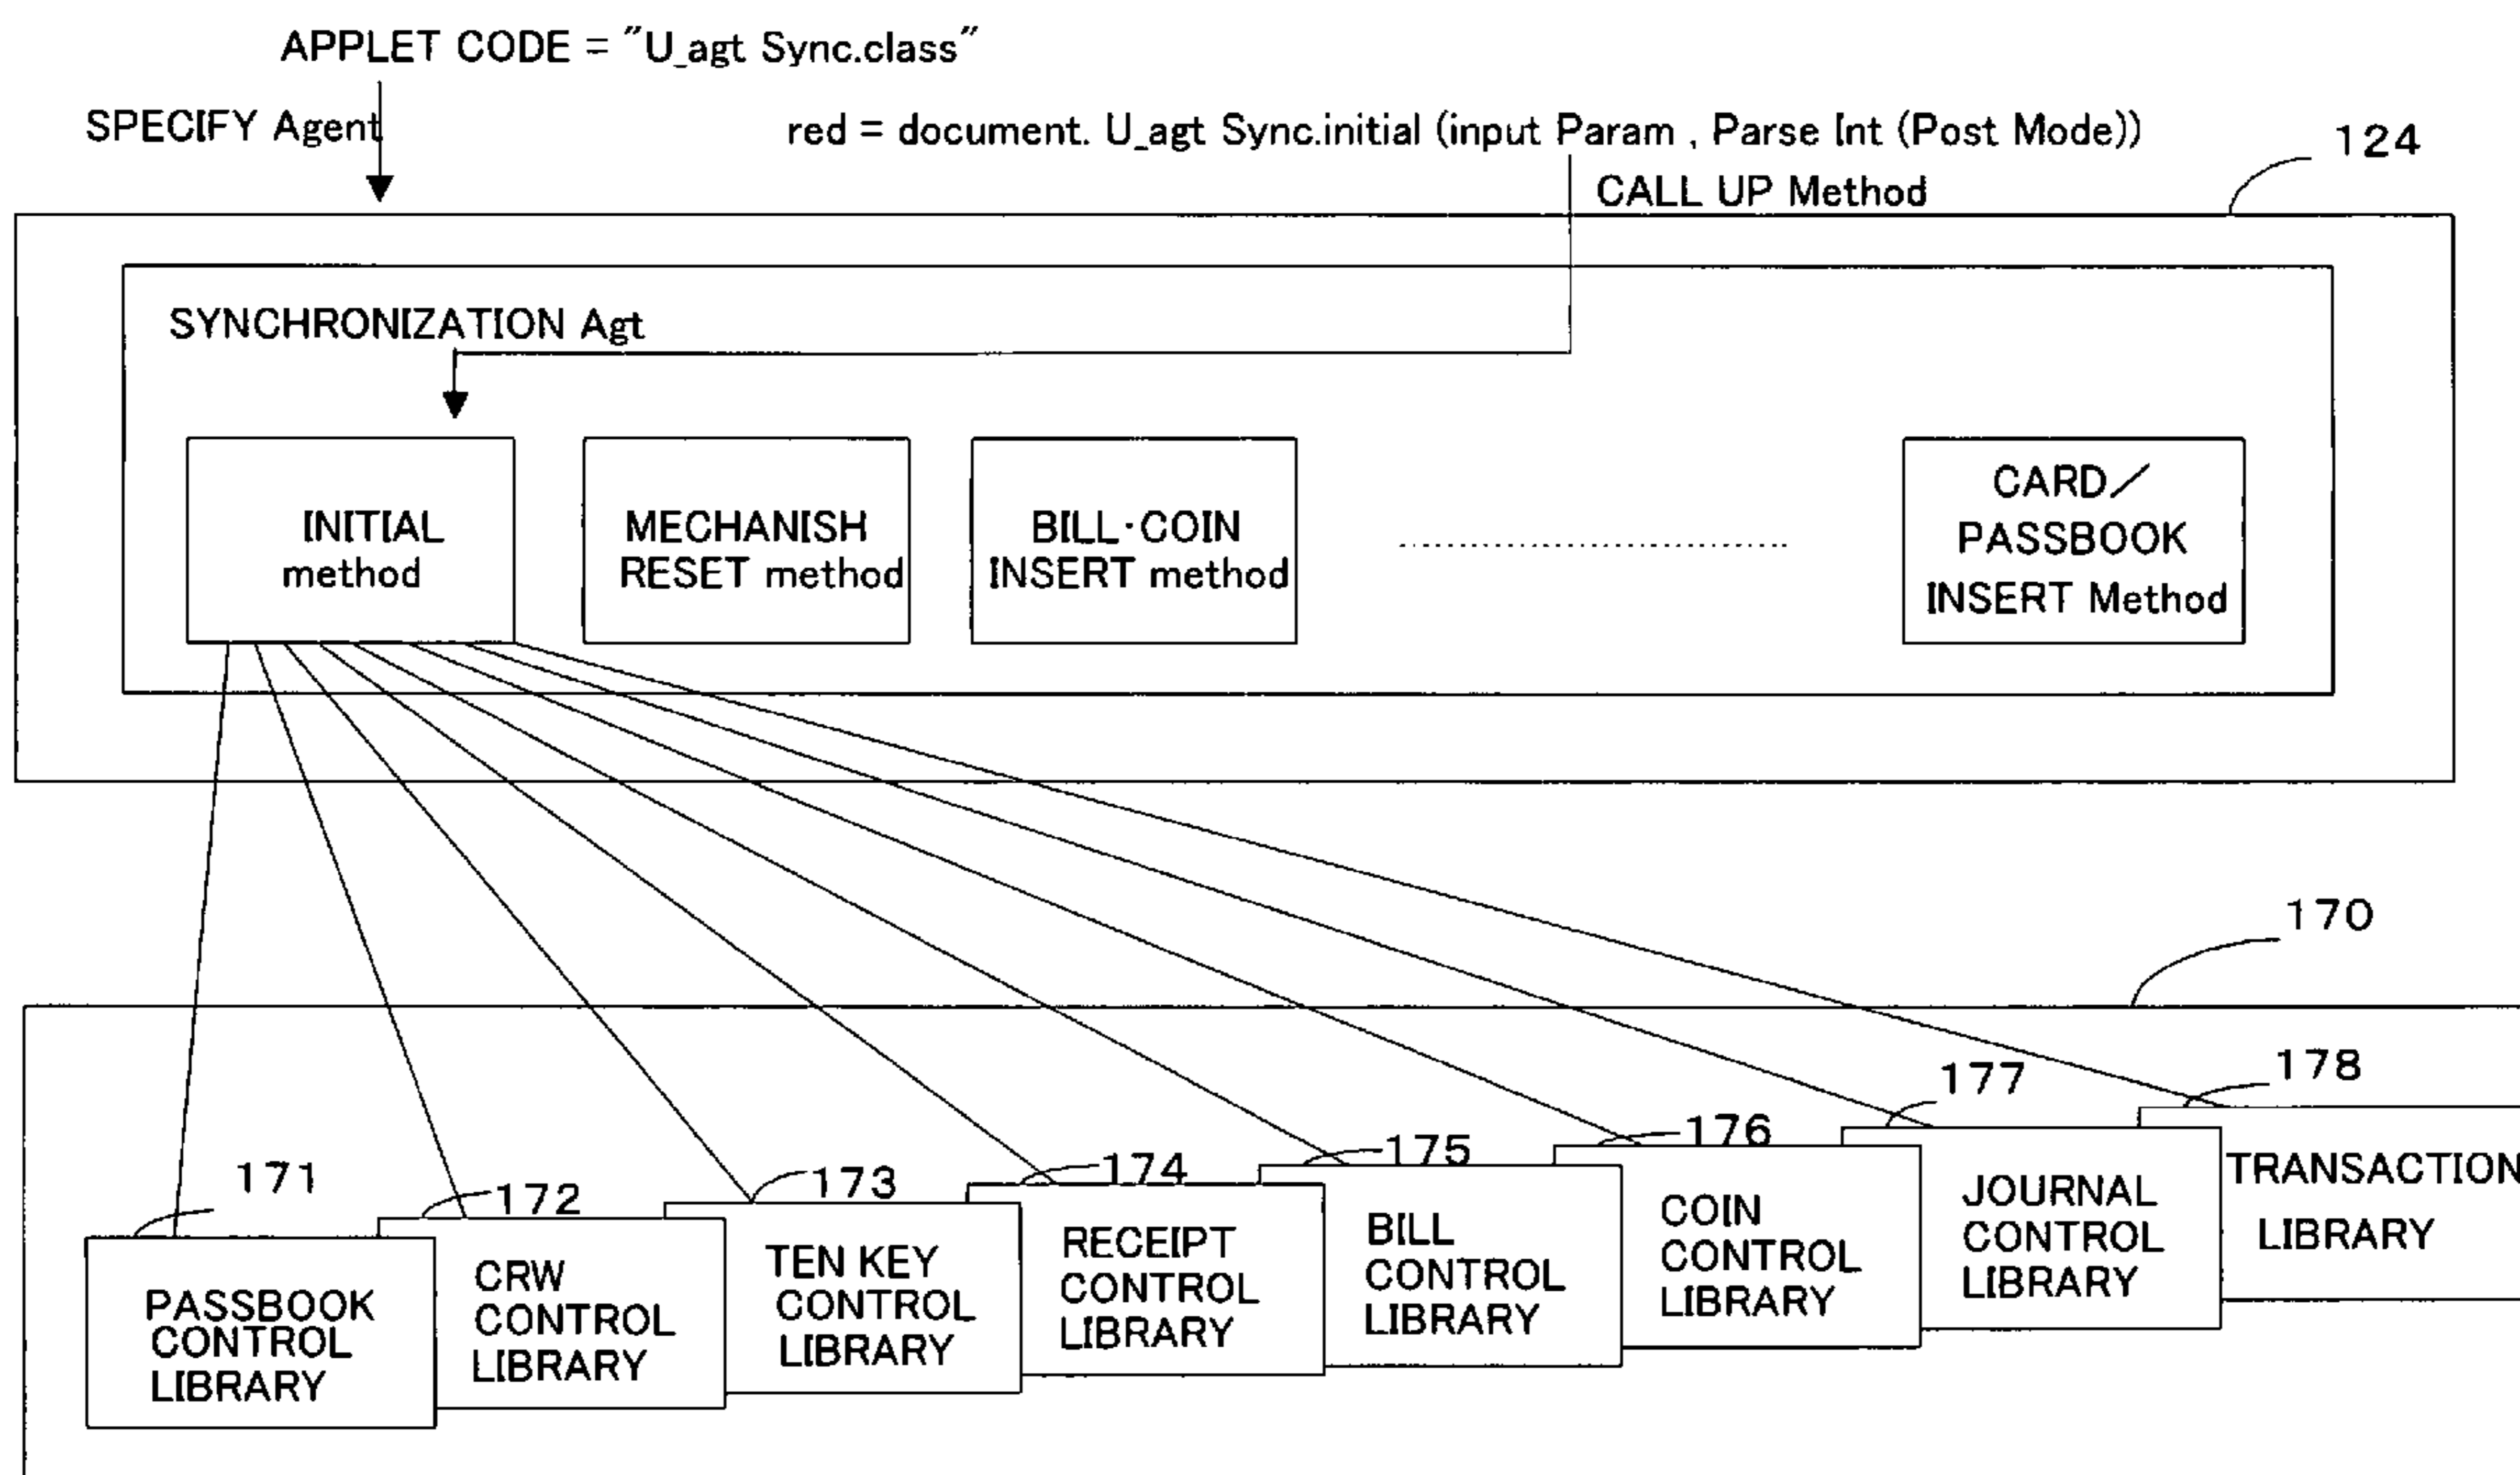 APPLET CODE = "U_agt Sync.class"
SPECIFY Agent
red = document. U_agt Sync.initial (input Param , Parse Int (Post Mode))
124
CALL UP Method
SYNCHRONIZATION Agt
INITIAL
method
MECHANISH
RESET method
BILL·COIN
INSERT method
CARD/
PASSBOOK
INSERT Method
170
171
172
173
174
175
176
177
178
PASSBOOK
CONTROL
LIBRARY
CRW
CONTROL
LIBRARY
TEN KEY
CONTROL
LIBRARY
RECEIPT
CONTROL
LIBRARY
BILL
CONTROL
LIBRARY
COIN
CONTROL
LIBRARY
JOURNAL
CONTROL
LIBRARY
TRANSACTION
LIBRARY